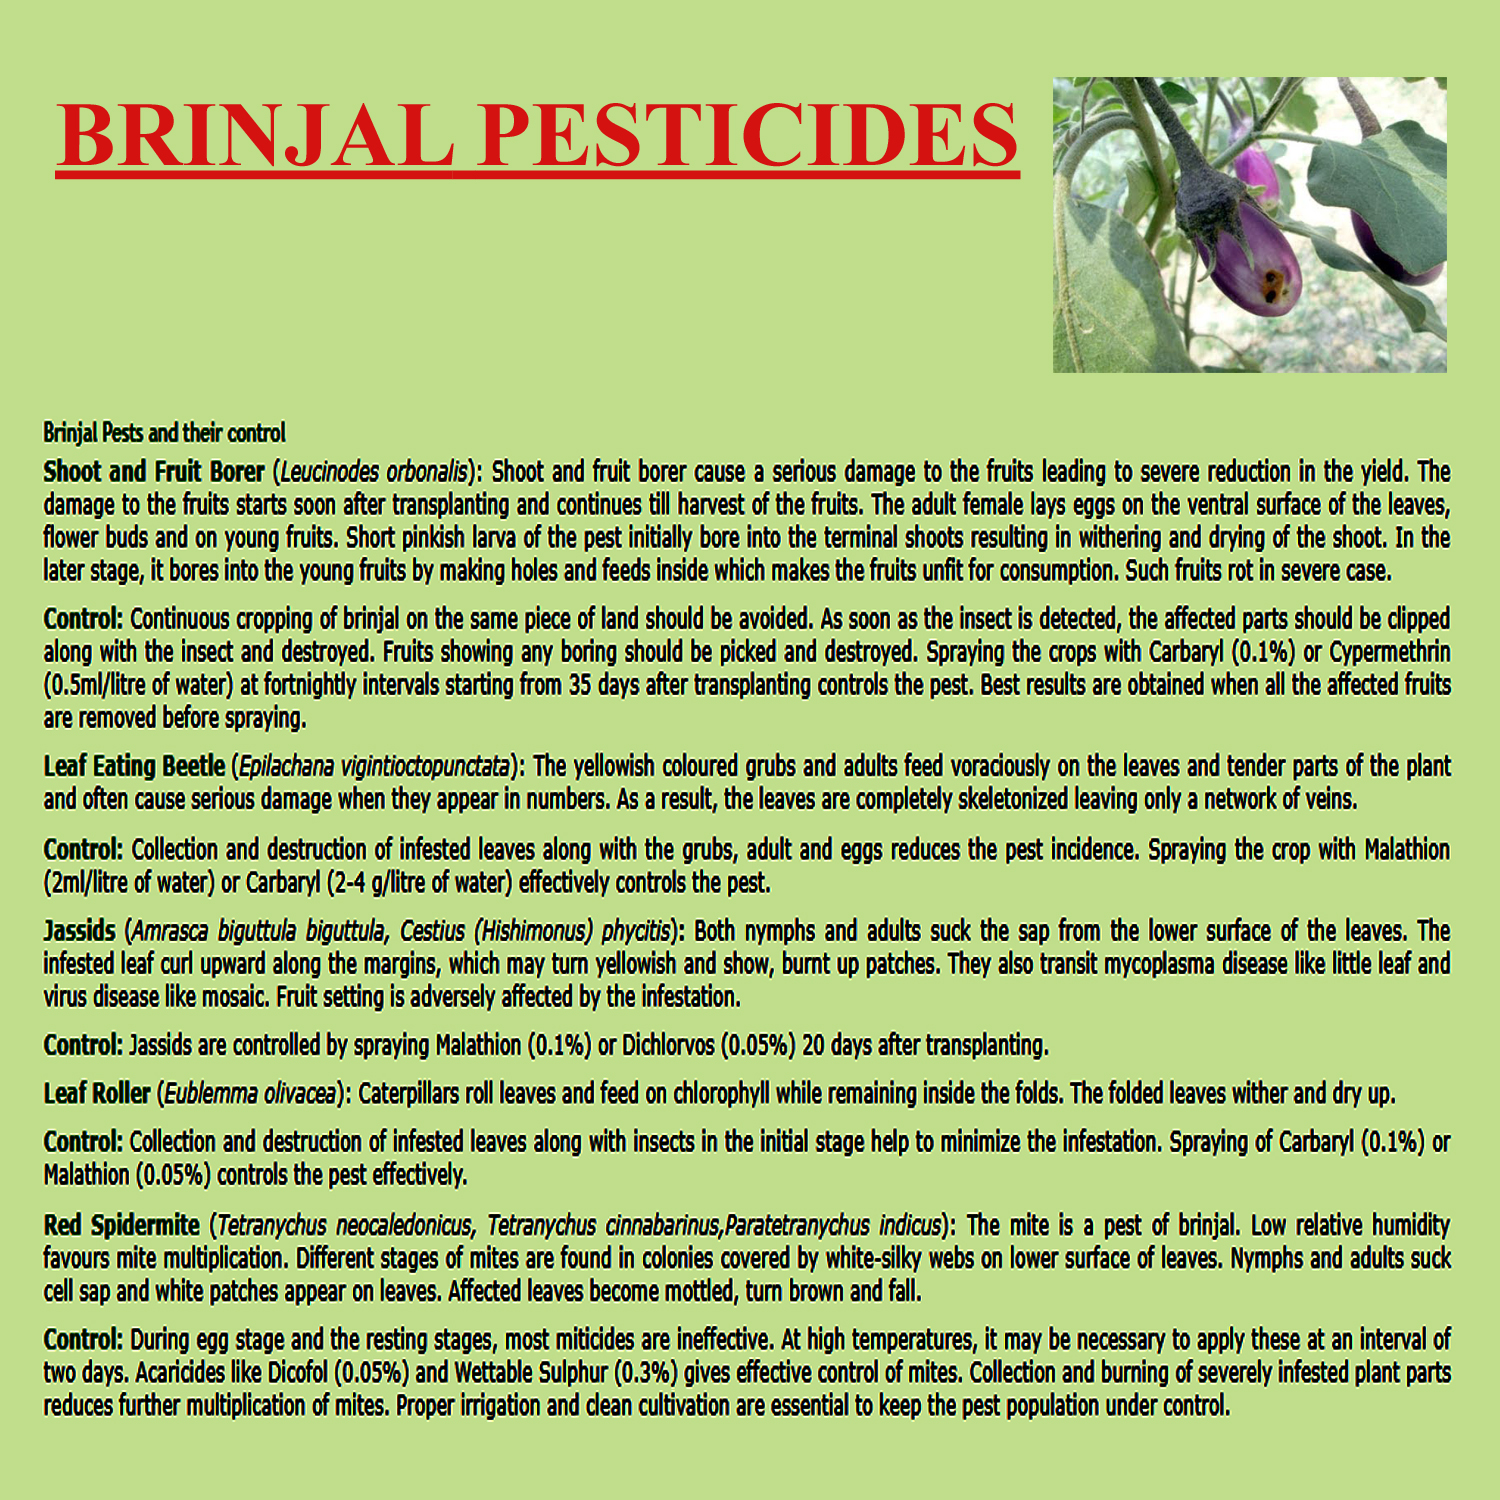 BRINJAL PESTICIDES
Brinjal Pests and their control
Shoot and Fruit Borer (Leucinodes orbonalis): Shoot and fruit borer cause a serious damage to the fruits leading to severe reduction in the yield. The
damage to the fruits starts soon after transplanting and continues till harvest of the fruits. The adult female lays eggs on the ventral surface of the leaves,
flower buds and on young fruits. Short pinkish larva of the pest initially bore into the terminal shoots resulting in withering and drying of the shoot. In the
later stage, it bores into the young fruits by making holes and feeds inside which makes the fruits unfit for consumption. Such fruits rot in severe case.
Control: Continuous cropping of brinjal on the same piece of land should be avoided. As soon as the insect is detected, the affected parts should be clipped
along with the insect and destroyed. Fruits showing any boring should be picked and destroyed. Spraying the crops with Carbaryl (0.1%) or Cypermethrin
(0.5ml/litre of water) at fortnightly intervals starting from 35 days after transplanting controls the pest. Best results are obtained when all the affected fruits
are removed before spraying.
Leaf Eating Beetle (Epilachana vigintioctopunctata): The yellowish coloured grubs and adults feed voraciously on the leaves and tender parts of the plant
and often cause serious damage when they appear in numbers. As a result, the leaves are completely skeletonized leaving only a network of veins.
Control: Collection and destruction of infested leaves along with the grubs, adult and eggs reduces the pest incidence. Spraying the crop with Malathion
(2ml/litre of water) or Carbaryl (2-4 g/litre of water) effectively controls the pest.
Jassids (Amrasca biguttula biguttula, Cestius (Hishimonus) phycitis): Both nymphs and adults suck the sap from the lower surface of the leaves. The
infested leaf curl upward along the margins, which may turn yellowish and show, burnt up patches. They also transit mycoplasma disease like little leaf and
virus disease like mosaic. Fruit setting is adversely affected by the infestation.
Control: Jassids are controlled by spraying Malathion (0.1%) or Dichlorvos (0.05%) 20 days after transplanting.
Leaf Roller (Eublemma olivacea): Caterpillars roll leaves and feed on chlorophyll while remaining inside the folds. The folded leaves wither and dry up.
Control: Collection and destruction of infested leaves along with insects in the initial stage help to minimize the infestation. Spraying of Carbaryl (0.1%) or
Malathion (0.05%) controls the pest effectively.
Red Spidermite (Tetranychus neocaledonicus, Tetranychus cinnabarinus,Paratetranychus indicus): The mite is a pest of brinjal. Low relative humidity
favours mite multiplication. Different stages of mites are found in colonies covered by white-silky webs on lower surface of leaves. Nymphs and adults suck
cell sap and white patches appear on leaves. Affected leaves become mottled, turn brown and fall.
Control: During egg stage and the resting stages, most miticides are ineffective. At high temperatures, it may be necessary to apply these at an interval of
two days. Acaricides like Dicofol (0.05%) and Wettable Sulphur (0.3%) gives effective control of mites. Collection and burning of severely infested plant parts
reduces further multiplication of mites. Proper irrigation and clean cultivation are essential to keep the pest population under control.